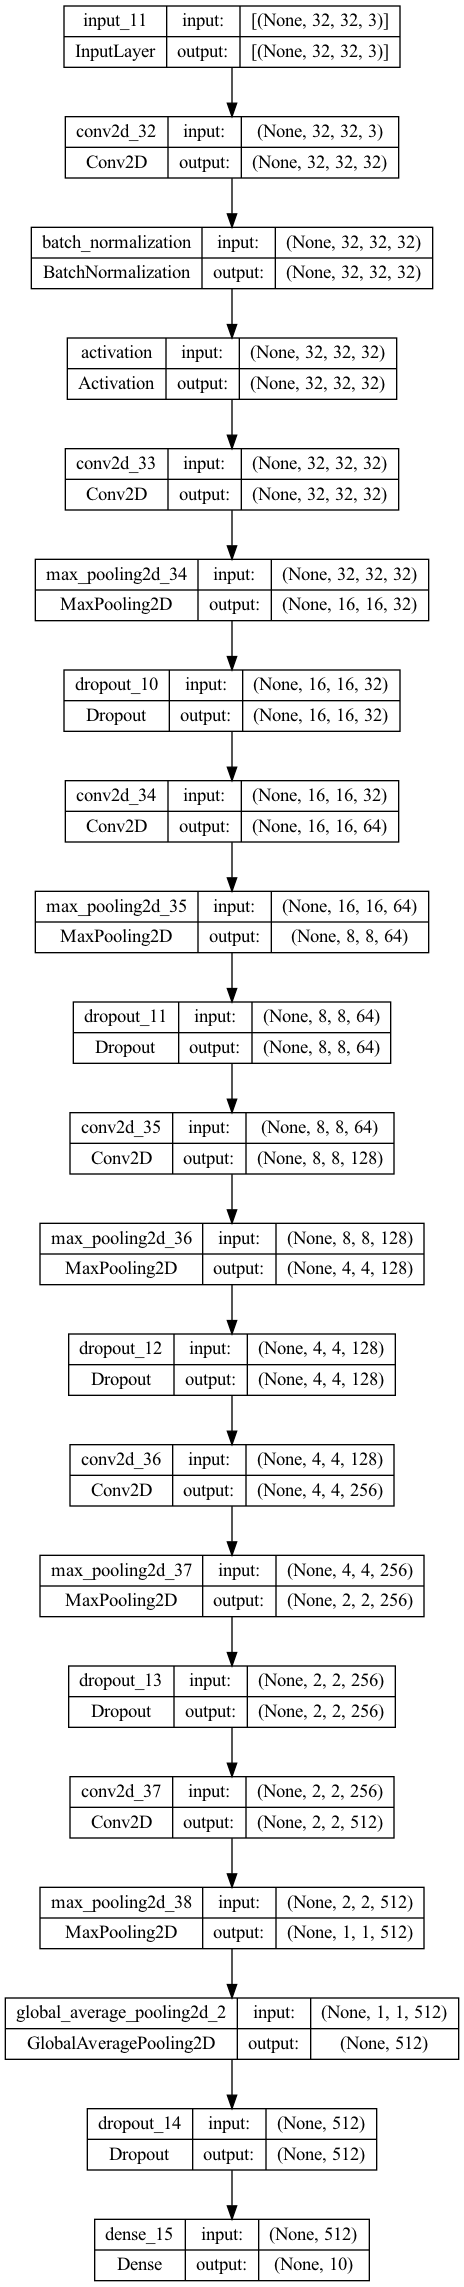 input_11 input: [(None, 32, 32, 3)]
InputLayer output: [(None, 32, 32, 3)]
conv2d_32 input: (None, 32, 32, 3)
Conv2D output: (None, 32, 32, 32)
batch_normalization input: (None, 32, 32, 32)
BatchNormalization output: (None, 32, 32, 32)
activation input: (None, 32, 32, 32)
Activation output: (None, 32, 32, 32)
conv2d_33 input: (None, 32, 32, 32)
Conv2D output: (None, 32, 32, 32)
max_pooling2d_34 input: (None, 32, 32, 32)
MaxPooling2D output: (None, 16, 16, 32)
dropout_10 input: (None, 16, 16, 32)
Dropout output: (None, 16, 16, 32)
conv2d_34 input: (None, 16, 16, 32)
Conv2D output: (None, 16, 16, 64)
max_pooling2d_35 input: (None, 16, 16, 64)
MaxPooling2D output: (None, 8, 8, 64)
dropout_11 input: (None, 8, 8, 64)
Dropout output: (None, 8, 8, 64)
conv2d_35 input: (None, 8, 8, 64)
Conv2D output: (None, 8, 8, 128)
max_pooling2d_36 input: (None, 8, 8, 128)
MaxPooling2D output: (None, 4, 4, 128)
dropout_12 input: (None, 4, 4, 128)
Dropout output: (None, 4, 4, 128)
conv2d_36 input: (None, 4, 4, 128)
Conv2D output: (None, 4, 4, 256)
max_pooling2d_37 input: (None, 4, 4, 256)
MaxPooling2D output: (None, 2, 2, 256)
dropout_13 input: (None, 2, 2, 256)
Dropout output: (None, 2, 2, 256)
conv2d_37 input: (None, 2, 2, 256)
Conv2D output: (None, 2, 2, 512)
max_pooling2d_38 input: (None, 2, 2, 512)
MaxPooling2D output: (None, 1, 1, 512)
global_average_pooling2d_2 input: (None, 1, 1, 512)
GlobalAveragePooling2D output: (None, 512)
dropout_14 input: (None, 512)
Dropout output: (None, 512)
dense_15 input: (None, 512)
Dense output: (None, 10)